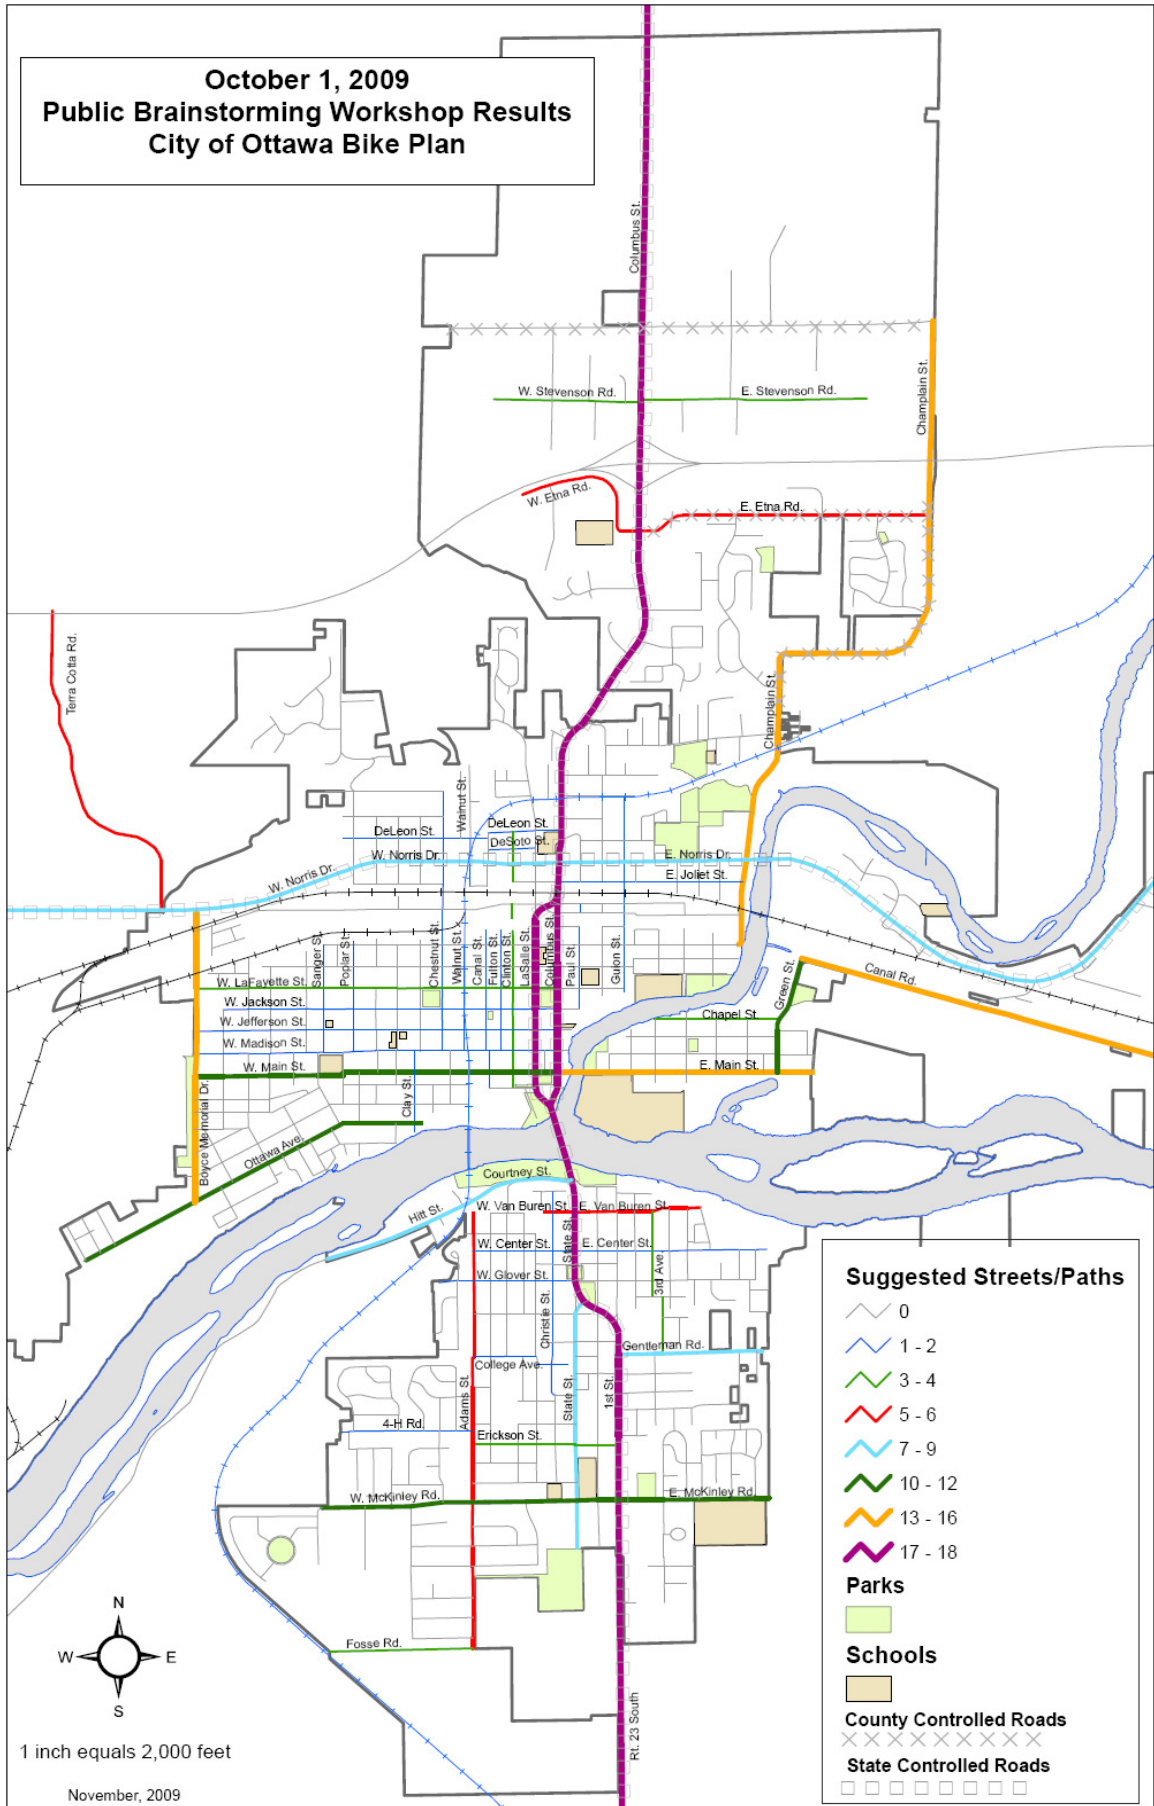 October 1, 2009
Public Brainstorming Workshop Results
City of Ottawa Bike Plan
Columbus St.
W. Stevenson Rd.
E. Stevenson Rd.
Champlain St.
W. Etna Rd.
E. Etna Rd.
Terra Cotta Rd.
Champlain St.
Walnut St.
DeLeon St.
DeLeon St.
DeSoto St.
W. Norris Dr.
W. Norris Dr.
E. Norris Dr.
E. Joliet St.
Sanger St.
Poplar St.
Chestnut St.
Walnut St.
Canal St.
Fulton St.
Clinton St.
LaSalle St.
Columbus St.
Paul St.
Guion St.
Green St.
Canal Rd.
W. LaFayette St.
W. Jackson St.
W. Jefferson St.
Chapel St.
W. Madison St.
W. Main St.
E. Main St.
Boyce Memorial Dr.
Clay St.
Ottawa Ave.
Courtney St.
Hitt St.
W. Van Buren St.
E. Van Buren St.
State St.
W. Center St.
E. Center St.
3rd Ave.
W. Glover St.
Christie St.
Gentleman Rd.
College Ave.
Adams St.
State St.
1st St.
4-H Rd.
Erickson St.
W. McKinley Rd.
E. McKinley Rd.
Fosse Rd.
Rt. 23 South
N
W
E
S
1 inch equals 2,000 feet
November, 2009
Suggested Streets/Paths
0
1 - 2
3 - 4
5 - 6
7 - 9
10 - 12
13 - 16
17 - 18
Parks
Schools
County Controlled Roads
State Controlled Roads